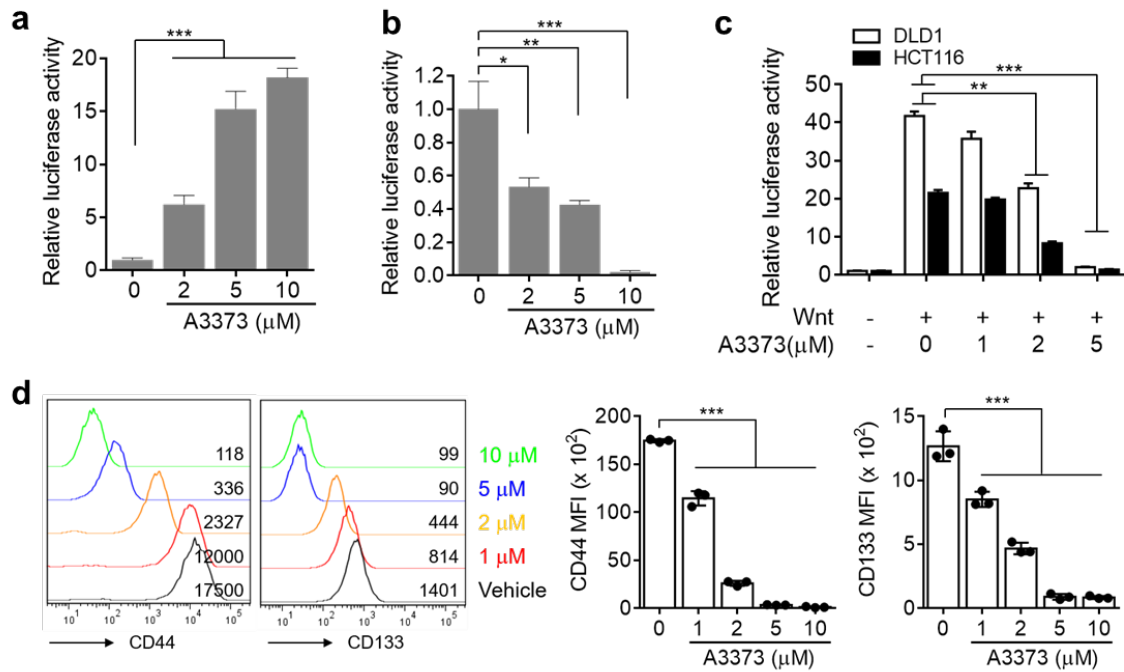 a
Relative luciferase activity
20
15
10
5
0
***
0 2 5 10
A3373 (μM)
b
Relative luciferase activity
1.2
1.0
0.8
0.6
0.4
0.2
0.0
***
**
*
0 2 5 10
A3373 (μM)
c
DLD1
HCT116
Relative luciferase activity
50
40
30
20
10
0
***
**
Wnt - + + + +
A3373(μM) - 0 1 2 5
d
118
336
2327
12000
17500
10¹ 10² 10³ 10⁴ 10⁵
CD44
99
90
444
814
1401
10¹ 10² 10³ 10⁴ 10⁵
CD133
10 μM
5 μM
2 μM
1 μM
Vehicle
CD44 MFI (x 10²)
200
150
100
50
0
***
0 1 2 5 10
A3373 (μM)
CD133 MFI (x 10²)
15
10
5
0
***
0 1 2 5 10
A3373 (μM)